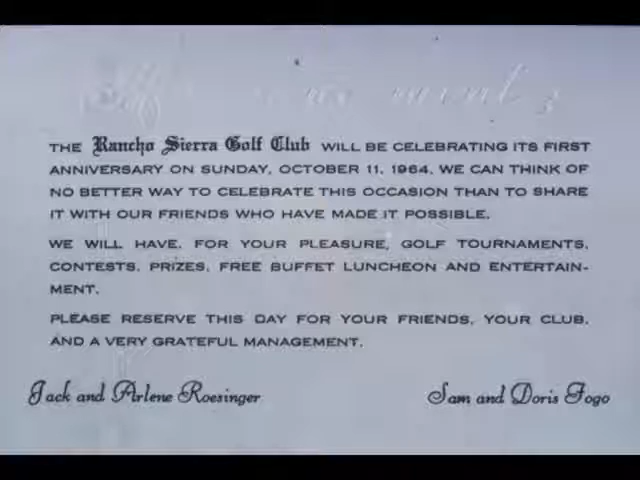 THE Rancho Sierra Golf Club WILL BE CELEBRATING ITS FIRST
ANNIVERSARY ON SUNDAY, OCTOBER 11, 1964. WE CAN THINK OF
NO BETTER WAY TO CELEBRATE THIS OCCASION THAN TO SHARE
IT WITH OUR FRIENDS WHO HAVE MADE IT POSSIBLE.
WE WILL HAVE, FOR YOUR PLEASURE, GOLF TOURNAMENTS,
CONTESTS, PRIZES, FREE BUFFET LUNCHEON AND ENTERTAIN-
MENT.
PLEASE RESERVE THIS DAY FOR YOUR FRIENDS, YOUR CLUB,
AND A VERY GRATEFUL MANAGEMENT.
Jack and Arlene Roesinger
Sam and Doris Fogo